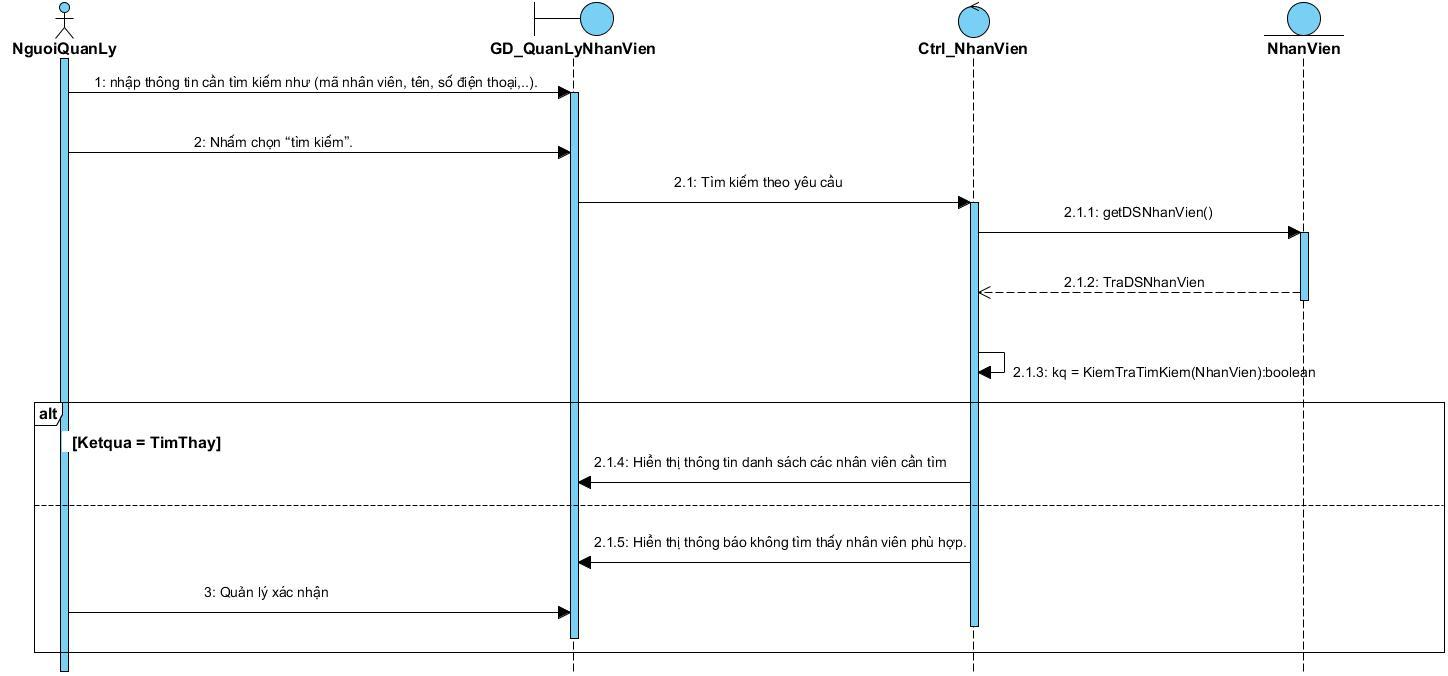 NguoiQuanLy
GD_QuanLyNhanVien
Ctrl_NhanVien
NhanVien
1: nhập thông tin cần tìm kiếm như (mã nhân viên, tên, số điện thoại,..).
2: Nhấm chọn “tìm kiếm”.
2.1: Tìm kiếm theo yêu cầu
2.1.1: getDSNhanVien()
2.1.2: TraDSNhanVien
2.1.3: kq = KiemTraTimKiem(NhanVien):boolean
alt
[Ketqua = TimThay]
2.1.4: Hiển thị thông tin danh sách các nhân viên cần tìm
2.1.5: Hiển thị thông báo không tìm thấy nhân viên phù hợp.
3: Quản lý xác nhận